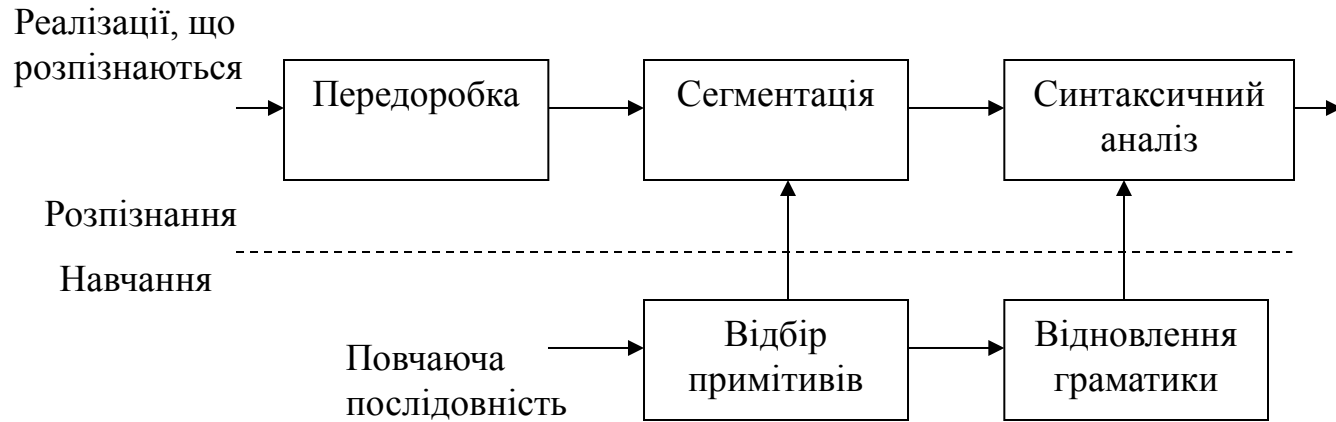 Реалізації, що
розпізнаються
Передоробка
Сегментація
Синтаксичний
аналіз
Розпізнання
Навчання
Повчаюча
послідовність
Відбір
примітивів
Відновлення
граматики